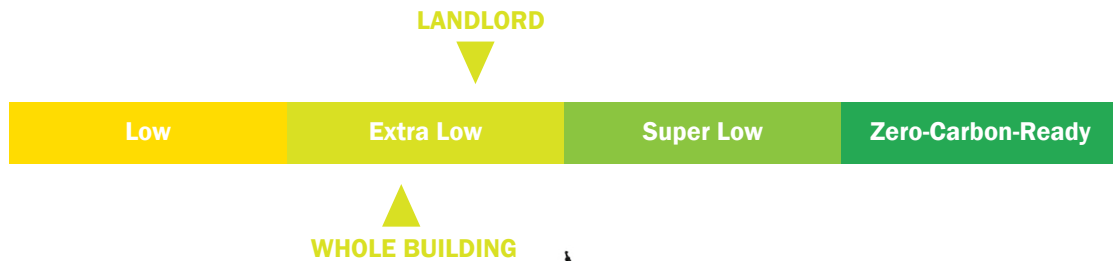 LANDLORD
Low Extra Low Super Low Zero-Carbon-Ready
WHOLE BUILDING